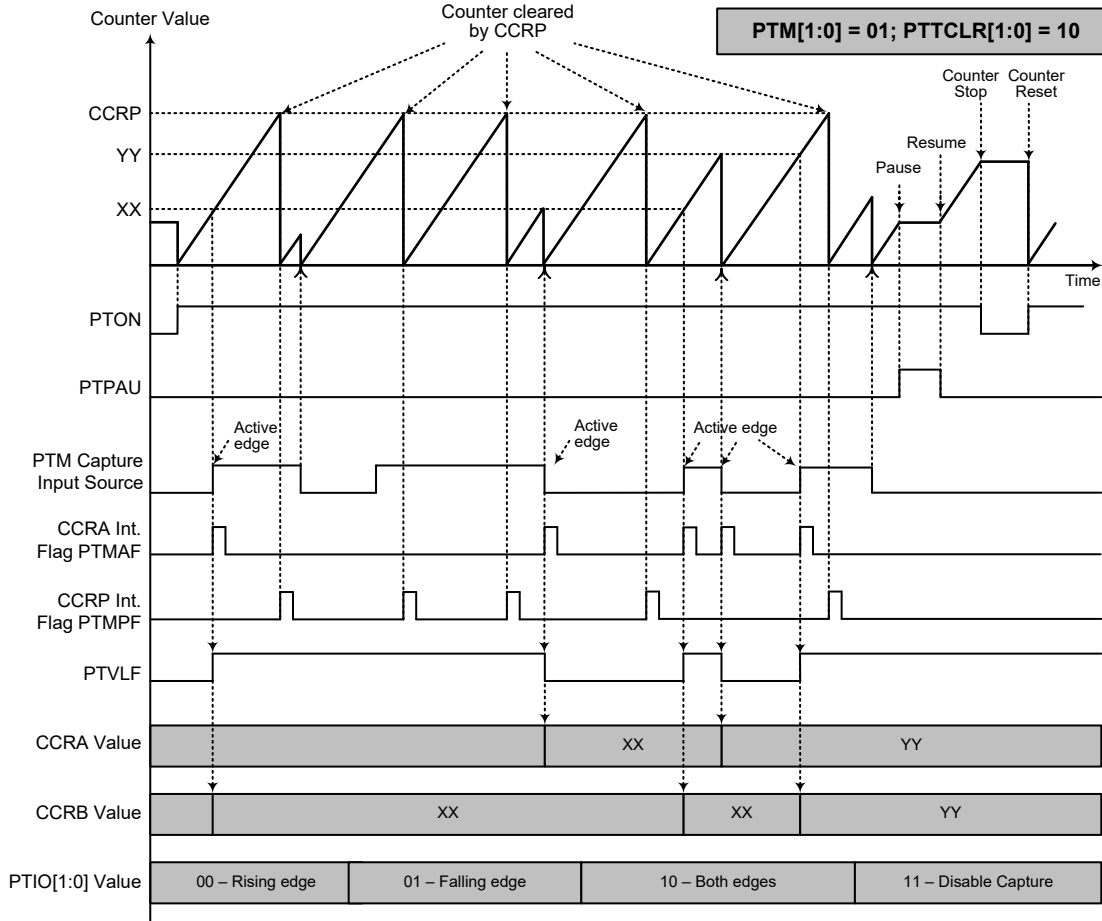 Counter Value
Counter cleared
by CCRP
PTM[1:0] = 01; PTTCLR[1:0] = 10
Counter
Stop
Counter
Reset
CCRP
YY
XX
Pause
Resume
Time
PTON
PTPAU
Active
edge
Active
edge
Active edge
PTM Capture
Input Source
CCRA Int.
Flag PTMAF
CCRP Int.
Flag PTMPF
PTVLF
CCRA Value
XX
YY
CCRB Value
XX
XX
YY
PTIO[1:0] Value
00 – Rising edge
01 – Falling edge
10 – Both edges
11 – Disable Capture